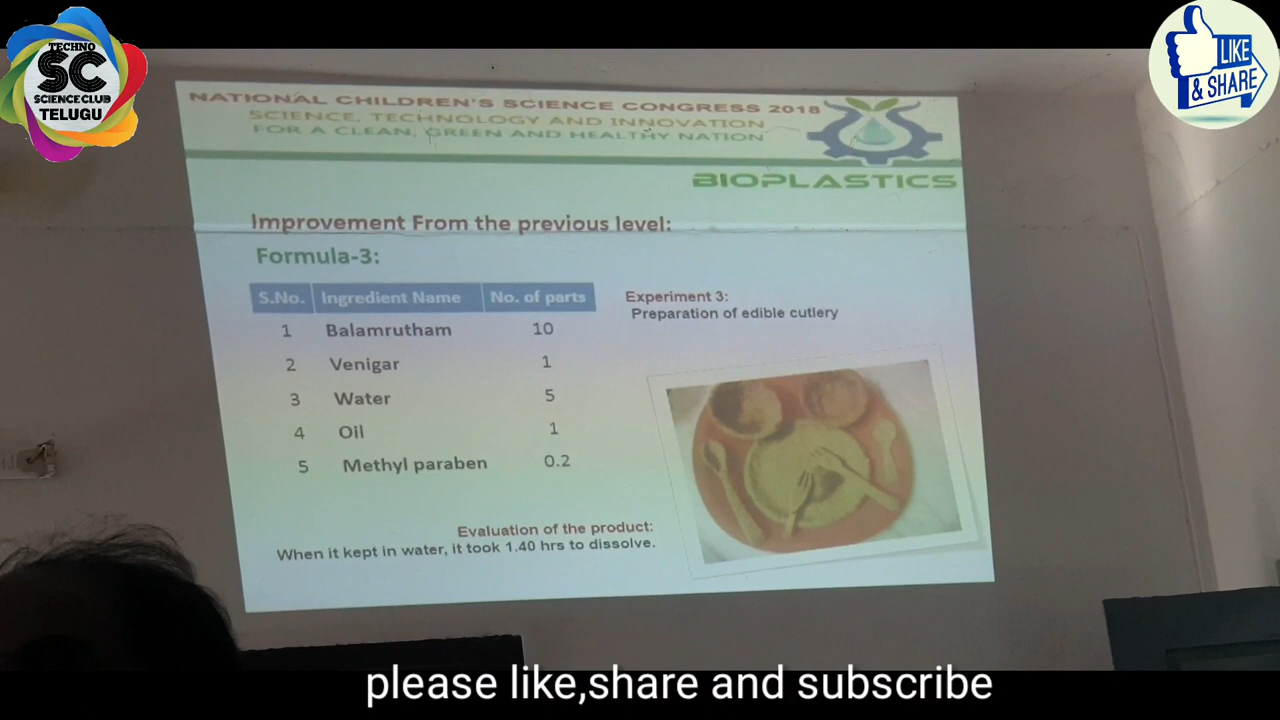 TECHNO
SC
SCIENCE CLUB
TELUGU
LIKE
& SHARE
NATIONAL CHILDREN'S SCIENCE CONGRESS 2018
SCIENCE, TECHNOLOGY AND INNOVATION
FOR A CLEAN, GREEN AND HEALTHY NATION
BIOPLASTICS
Improvement From the previous level:
Formula-3:
S.No. Ingredient Name No. of parts
1 Balamrutham 10
2 Venigar 1
3 Water 5
4 Oil 1
5 Methyl paraben 0.2
Experiment 3:
Preparation of edible cutlery
Evaluation of the product:
When it kept in water, it took 1.40 hrs to dissolve.
please like,share and subscribe